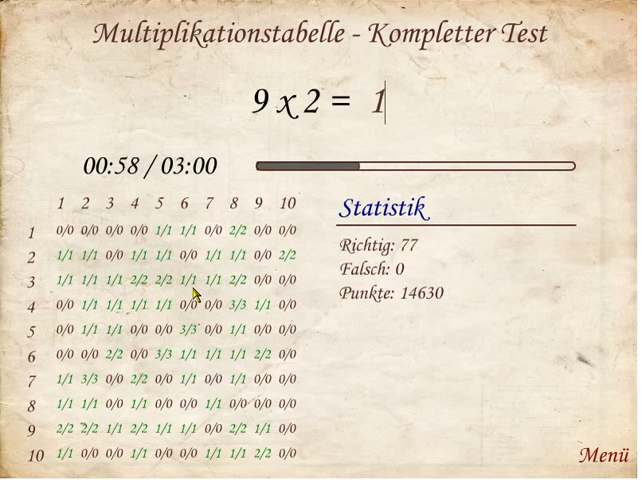 Multiplikationstabelle - Kompletter Test
9 x 2 = 1
00:58 / 03:00
1 2 3 4 5 6 7 8 9 10
1 0/0 0/0 0/0 0/0 1/1 1/1 0/0 2/2 0/0 0/0
2 1/1 1/1 0/0 1/1 1/1 0/0 1/1 1/1 0/0 2/2
3 1/1 1/1 1/1 2/2 2/2 1/1 1/1 2/2 0/0 0/0
4 0/0 1/1 1/1 1/1 1/1 0/0 0/0 3/3 1/1 0/0
5 0/0 1/1 1/1 0/0 0/0 3/3 0/0 1/1 0/0 0/0
6 0/0 0/0 2/2 0/0 3/3 1/1 1/1 1/1 2/2 0/0
7 1/1 3/3 0/0 2/2 0/0 1/1 0/0 1/1 0/0 0/0
8 1/1 1/1 0/0 1/1 0/0 0/0 1/1 0/0 0/0 0/0
9 2/2 2/2 1/1 2/2 1/1 1/1 0/0 2/2 1/1 0/0
10 1/1 0/0 0/0 1/1 0/0 0/0 1/1 1/1 2/2 0/0
Statistik
Richtig: 77
Falsch: 0
Punkte: 14630
Menü